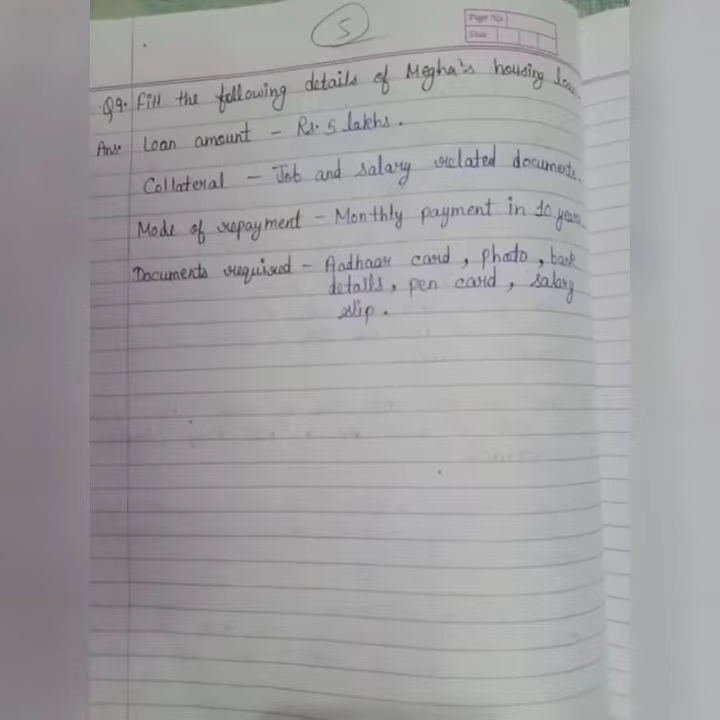 5
Page No.
Date
Q9. Fill the following details of Megha's housing loan.
Ans. Loan amount - Rs. 5 lakhs.
Collateral - Job and salary related documents.
Mode of repayment - Monthly payment in 10 years.
Documents required - Aadhaar card, photo, bank
details, pen card, salary
slip.